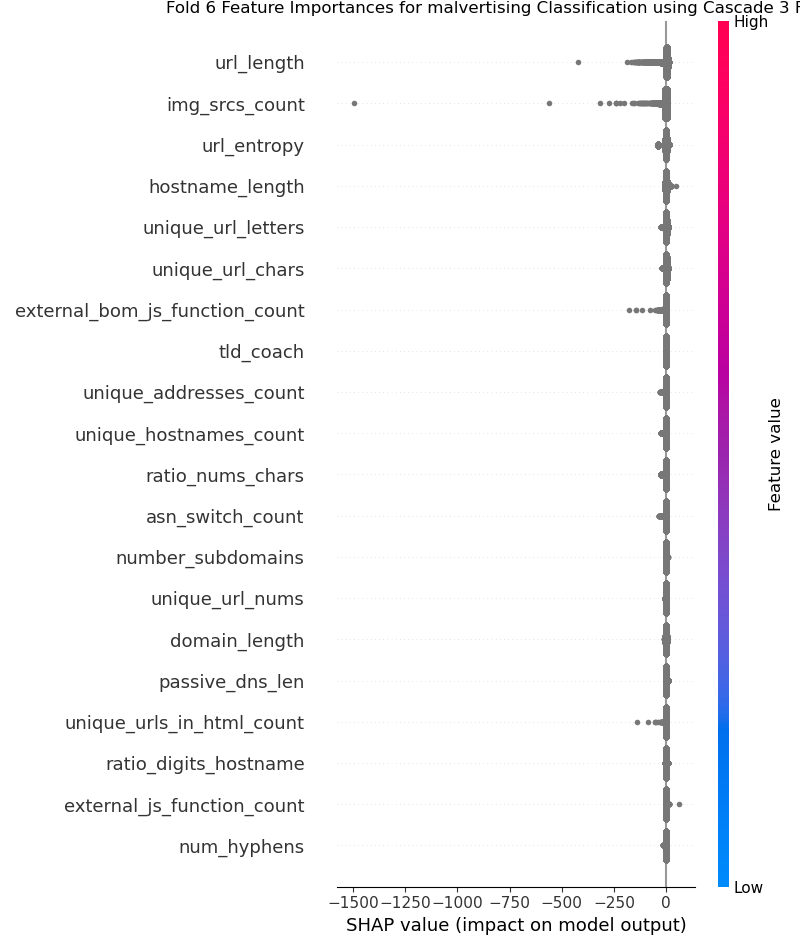 Fold 6 Feature Importances for malvertising Classification using Cascade 3 F
High
url_length
img_srcs_count
url_entropy
hostname_length
unique_url_letters
unique_url_chars
external_bom_js_function_count
tld_coach
unique_addresses_count
unique_hostnames_count
ratio_nums_chars
asn_switch_count
number_subdomains
unique_url_nums
domain_length
passive_dns_len
unique_urls_in_html_count
ratio_digits_hostname
external_js_function_count
num_hyphens
Feature value
Low
−1500 −1250 −1000 −750 −500 −250 0
SHAP value (impact on model output)